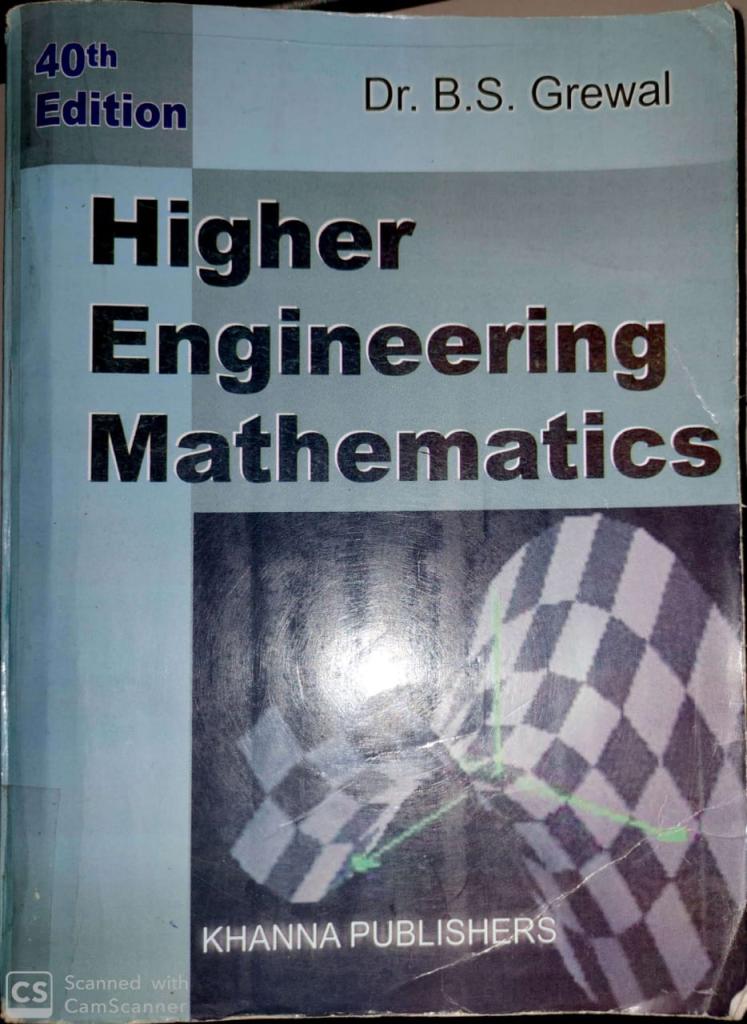 40th
Edition
Dr. B.S. Grewal
Higher
Engineering
Mathematics
KHANNA PUBLISHERS
CS
Scanned with
CamScanner